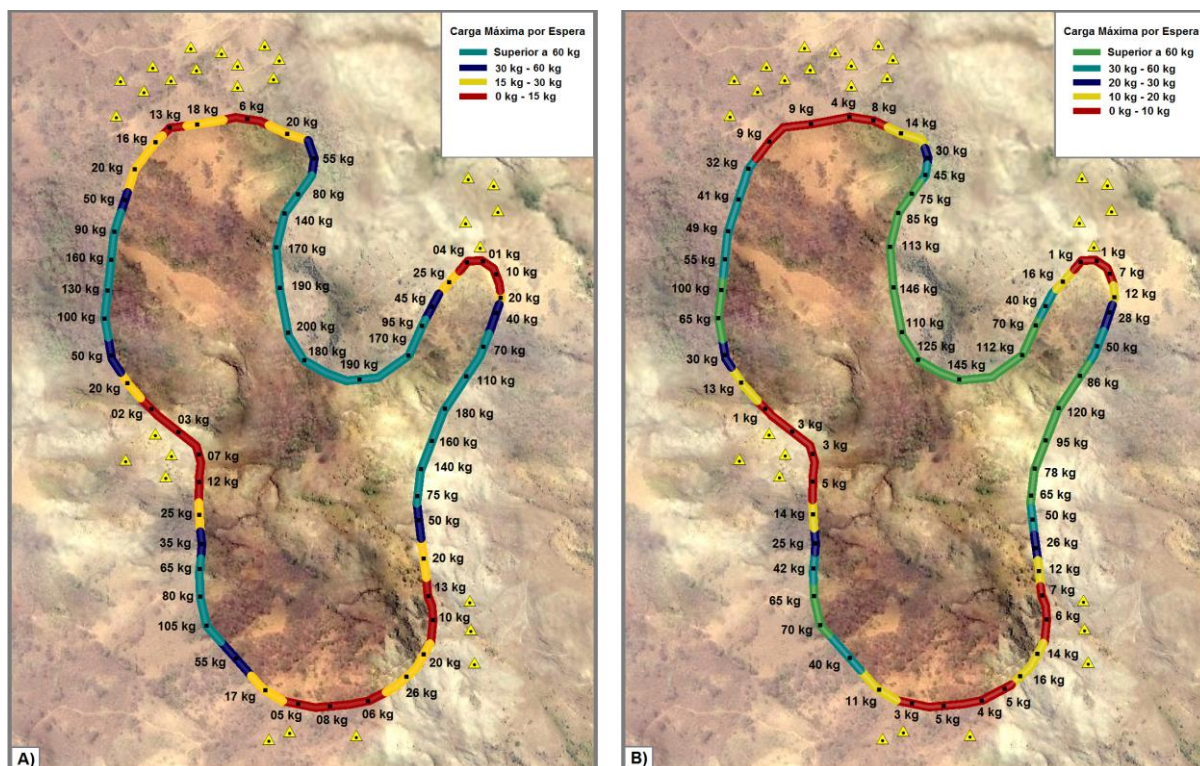 Carga Máxima por Espera
Superior a 60 kg
30 kg - 60 kg
15 kg - 30 kg
0 kg - 15 kg
6 kg
18 kg
13 kg
20 kg
16 kg
55 kg
20 kg
80 kg
50 kg
140 kg
90 kg
170 kg
160 kg
04 kg
01 kg
25 kg
10 kg
130 kg
190 kg
45 kg
20 kg
100 kg
95 kg
40 kg
200 kg
170 kg
50 kg
180 kg
70 kg
190 kg
20 kg
110 kg
02 kg
03 kg
180 kg
07 kg
160 kg
12 kg
140 kg
25 kg
75 kg
35 kg
50 kg
65 kg
20 kg
80 kg
13 kg
105 kg
10 kg
55 kg
20 kg
17 kg
26 kg
05 kg
08 kg
06 kg
A)
Carga Máxima por Espera
Superior a 60 kg
30 kg - 60 kg
20 kg - 30 kg
10 kg - 20 kg
0 kg - 10 kg
4 kg
9 kg
8 kg
14 kg
9 kg
30 kg
32 kg
45 kg
41 kg
75 kg
85 kg
49 kg
113 kg
55 kg
1 kg
1 kg
16 kg
7 kg
100 kg
146 kg
40 kg
12 kg
65 kg
70 kg
28 kg
110 kg
112 kg
30 kg
125 kg
50 kg
145 kg
13 kg
86 kg
1 kg
3 kg
120 kg
3 kg
95 kg
5 kg
78 kg
14 kg
65 kg
25 kg
50 kg
42 kg
26 kg
65 kg
12 kg
7 kg
70 kg
6 kg
40 kg
14 kg
11 kg
16 kg
3 kg
5 kg
4 kg
5 kg
B)